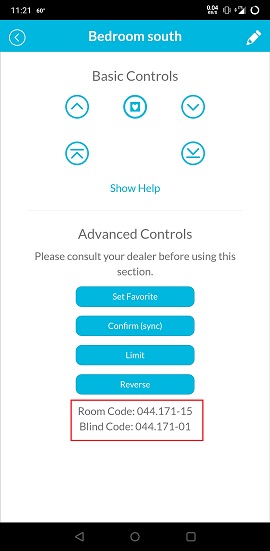 11:21 60° 0.04 KB/S
Bedroom south
Basic Controls
Show Help
Advanced Controls
Please consult your dealer before using this
section.
Set Favorite
Confirm (sync)
Limit
Reverse
Room Code: 044.171-15
Blind Code: 044.171-01